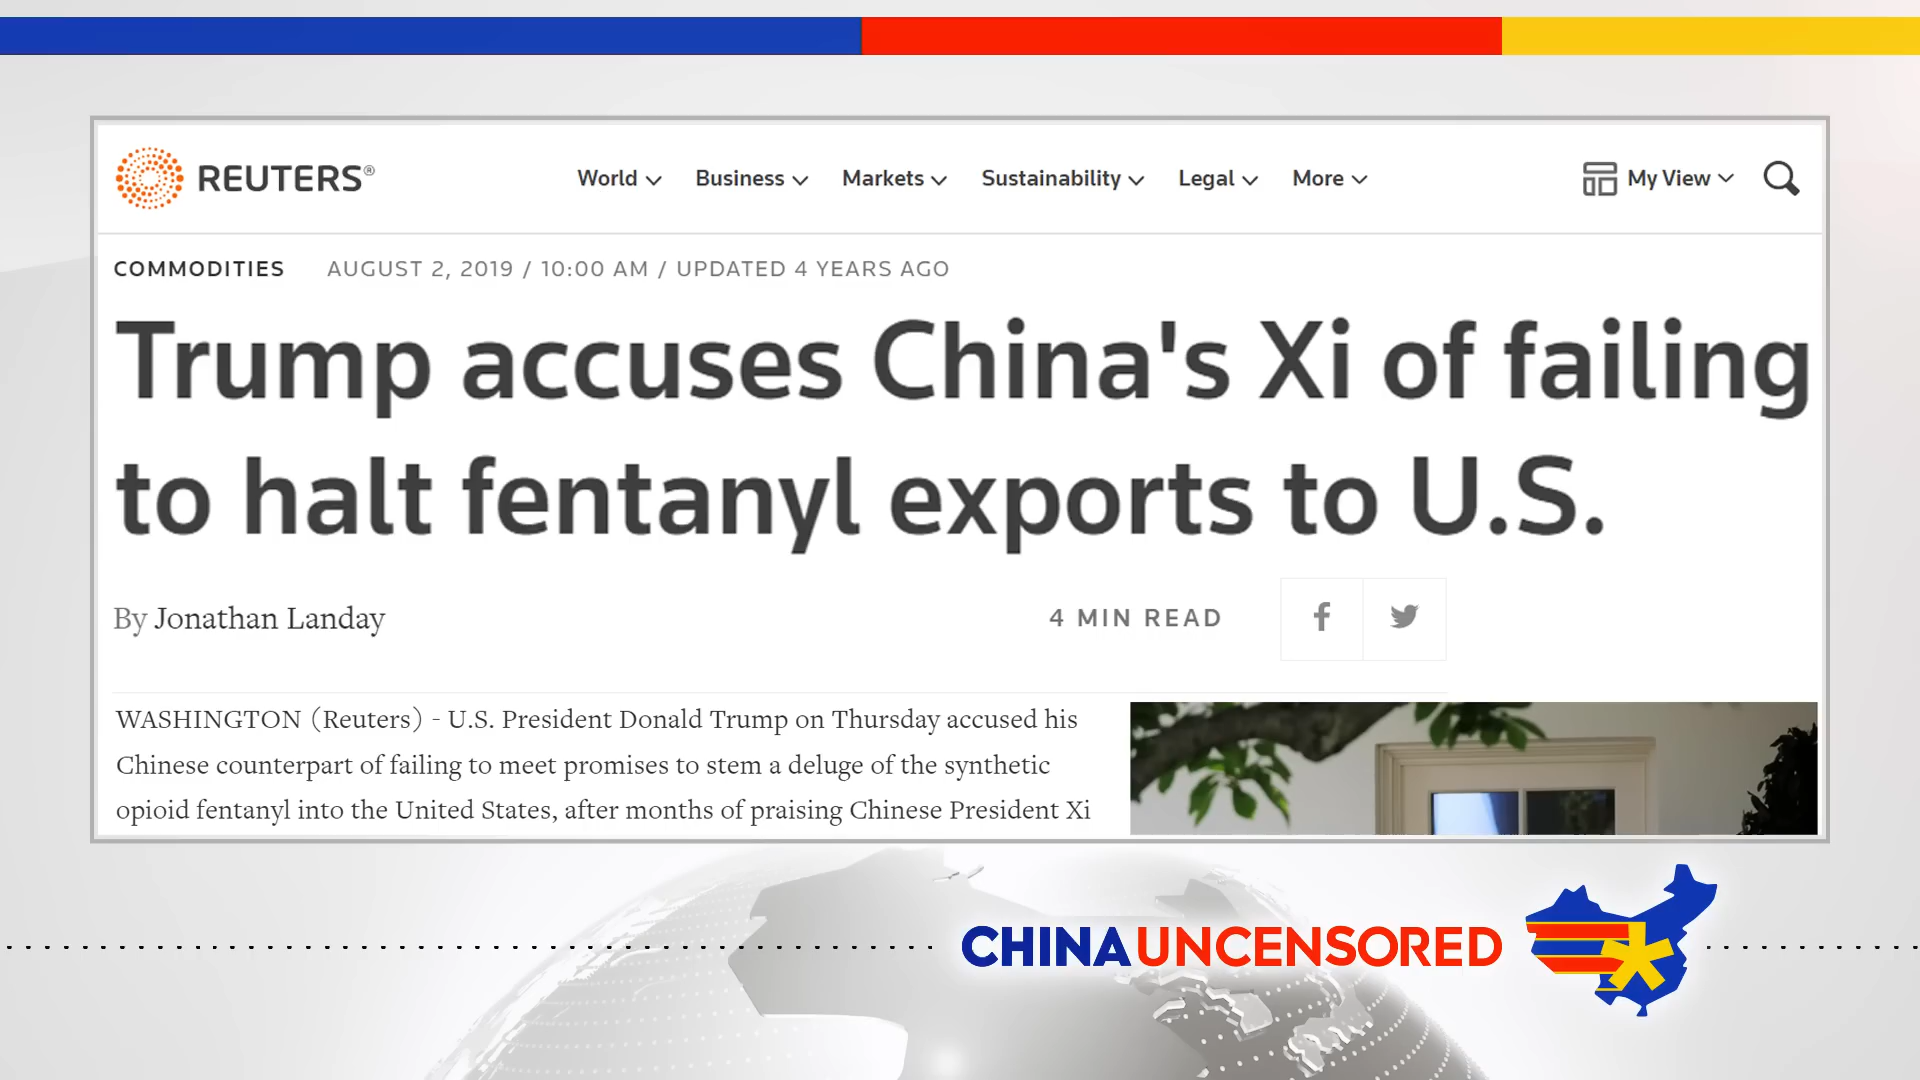 REUTERS®
World Business Markets Sustainability Legal More My View
COMMODITIES AUGUST 2, 2019 / 10:00 AM / UPDATED 4 YEARS AGO
Trump accuses China's Xi of failing
to halt fentanyl exports to U.S.
By Jonathan Landay 4 MIN READ
WASHINGTON (Reuters) - U.S. President Donald Trump on Thursday accused his
Chinese counterpart of failing to meet promises to stem a deluge of the synthetic
opioid fentanyl into the United States, after months of praising Chinese President Xi
CHINAUNCENSORED